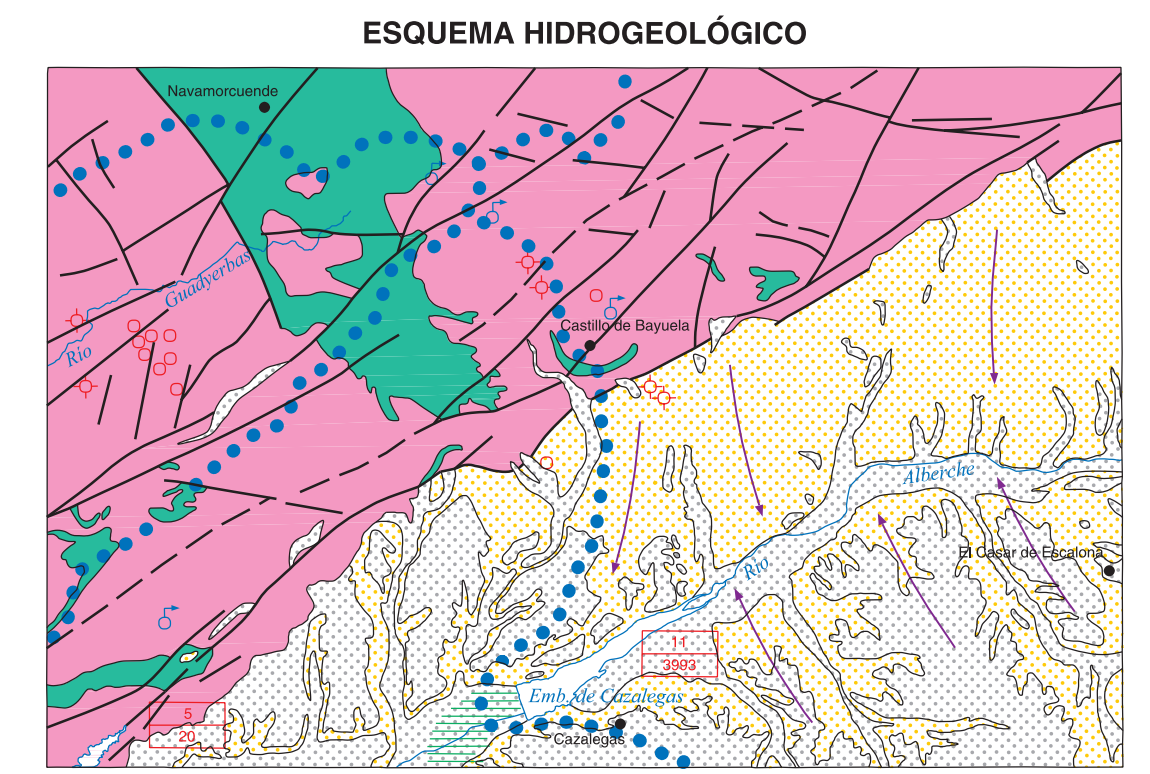 ESQUEMA HIDROGEOLÓGICO
Navamorcuende
Río Guadyerbas
Castillo de Bayuela
Río Alberche
El Casar de Escalona
11
3993
Emb. de Cazalegas
5
20
Cazalegas